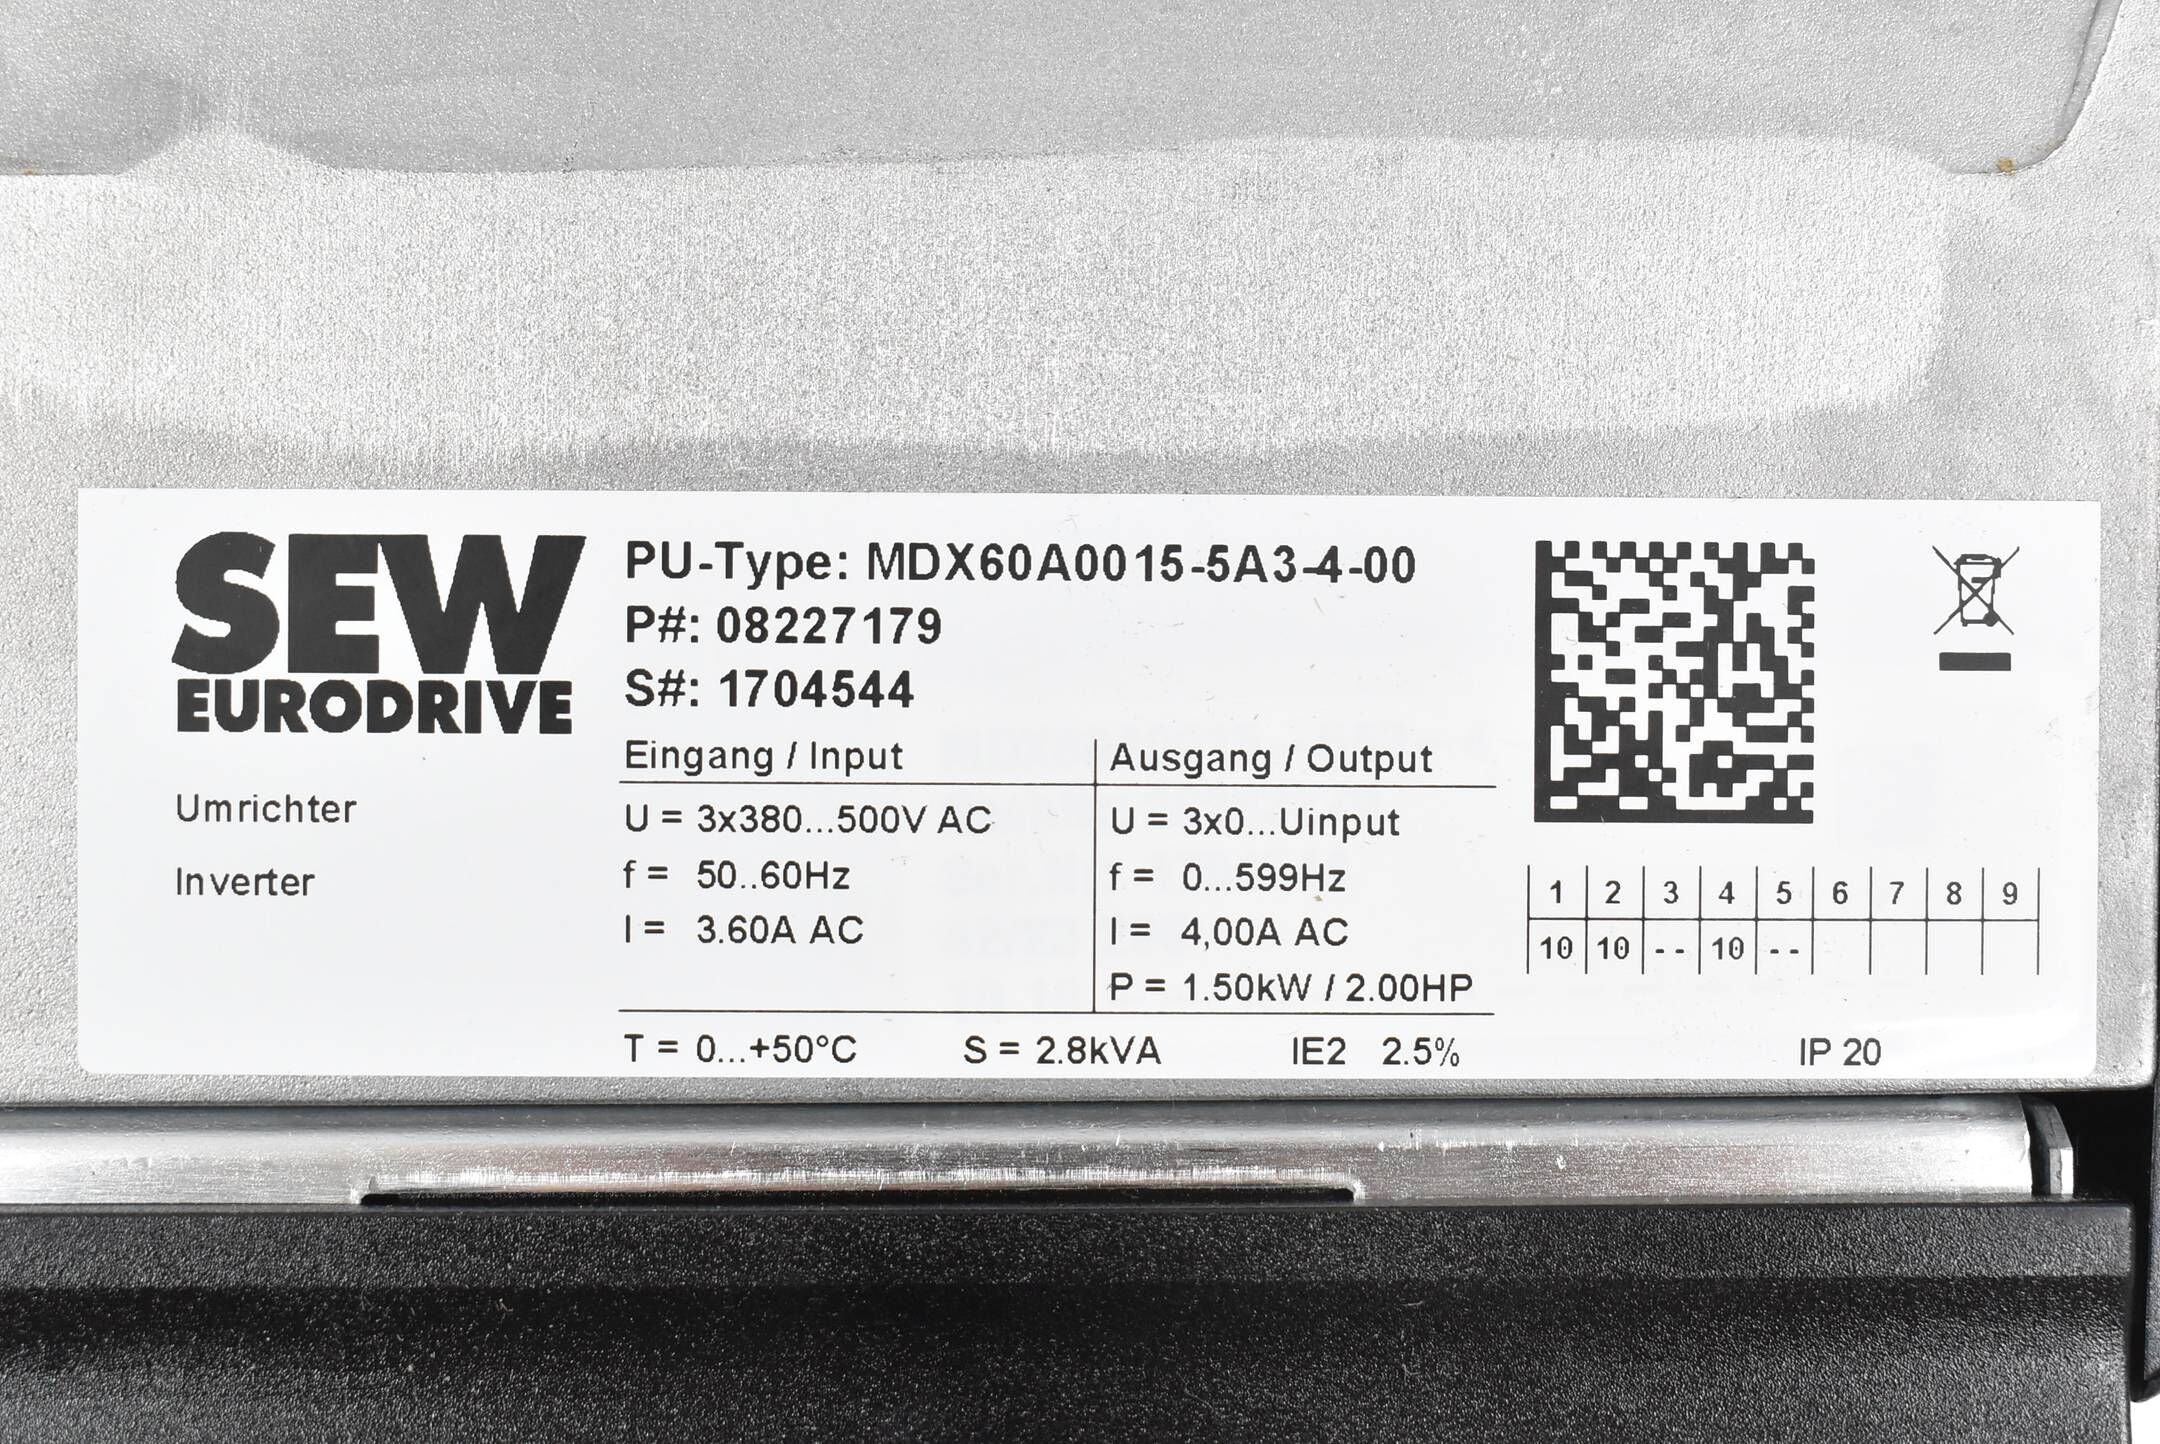 SEW
EURODRIVE
Umrichter
Inverter
PU-Type: MDX60A0015-5A3-4-00
P#: 08227179
S#: 1704544
Eingang / Input
U = 3x380...500V AC
f = 50..60Hz
I = 3.60A AC
Ausgang / Output
U = 3x0...Uinput
f = 0...599Hz
I = 4,00A AC
P = 1.50kW / 2.00HP
T = 0...+50°C S = 2.8kVA IE2 2.5%
1 2 3 4 5 6 7 8 9
10 10 -- 10 --
IP 20